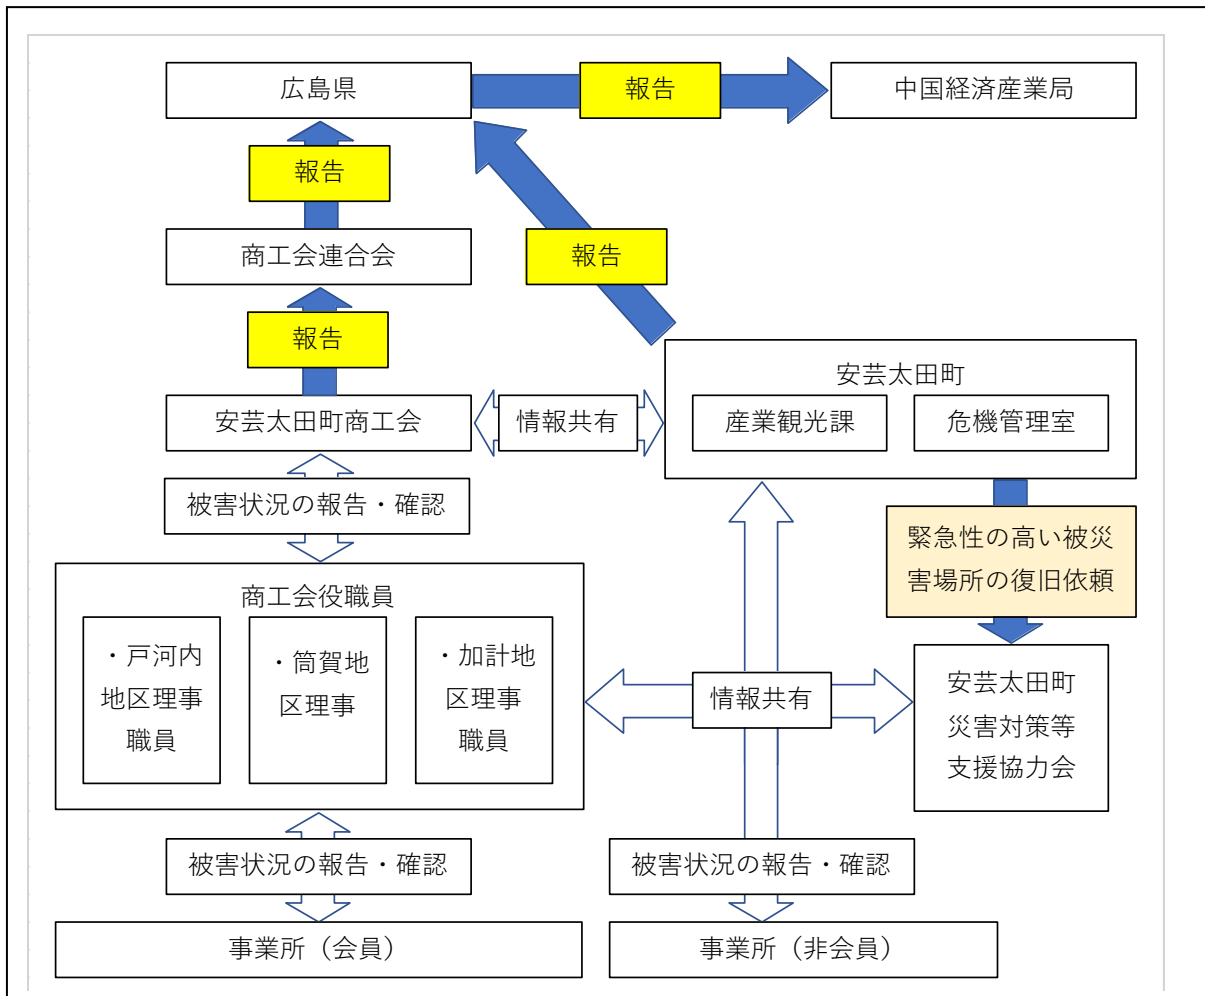 広島県
報告
中国経済産業局
報告
商工会連合会
報告
報告
安芸太田町
安芸太田町商工会
情報共有
産業観光課
危機管理室
被害状況の報告・確認
緊急性の高い被災
害場所の復旧依頼
商工会役職員
・戸河内
地区理事
職員
・筒賀地
区理事
・加計地
区理事
職員
情報共有
安芸太田町
災害対策等
支援協力会
被害状況の報告・確認
被害状況の報告・確認
事業所（会員）
事業所（非会員）